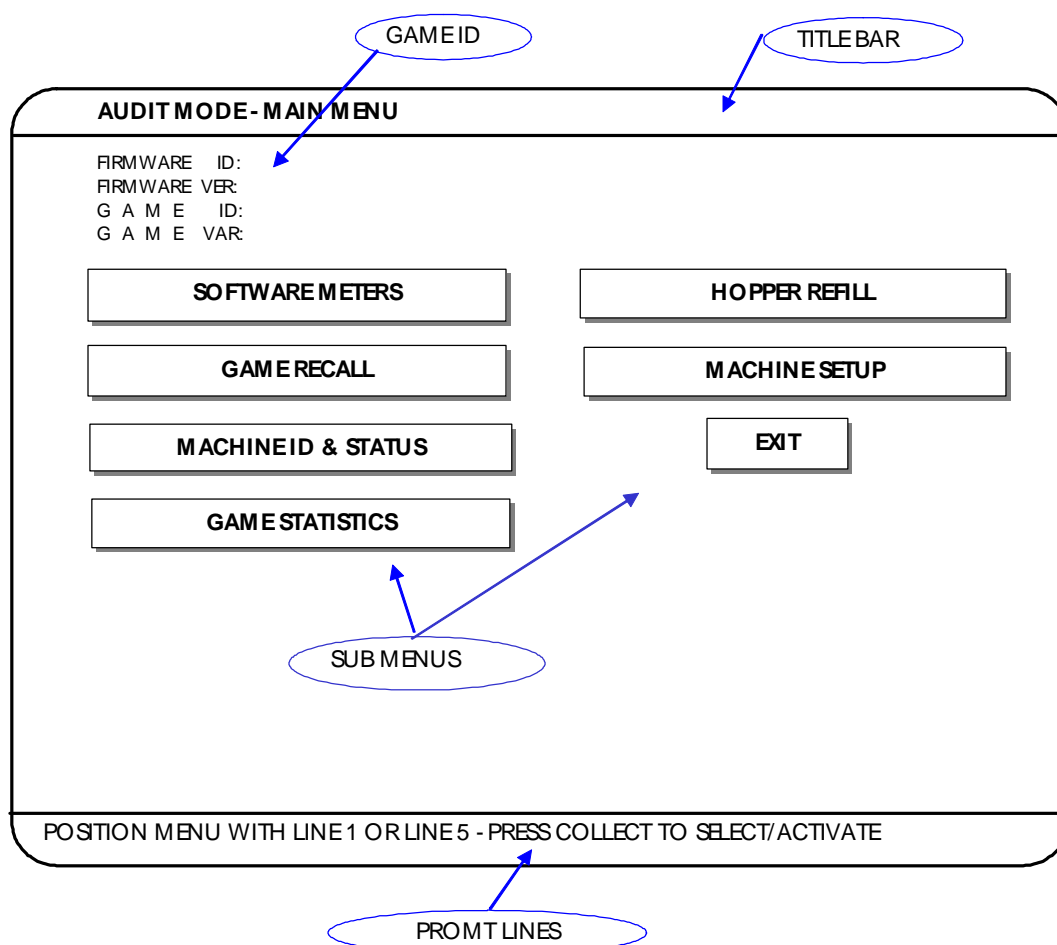 GAME ID
TITLE BAR
AUDIT MODE - MAIN MENU
FIRMWARE ID:
FIRMWARE VER:
G A M E ID:
G A M E VAR:
SOFTWARE METERS
HOPPER REFILL
GAME RECALL
MACHINE SETUP
MACHINE ID & STATUS
EXIT
GAME STATISTICS
SUB MENUS
POSITION MENU WITH LINE 1 OR LINE 5 - PRESS COLLECT TO SELECT/ACTIVATE
PROMT LINES